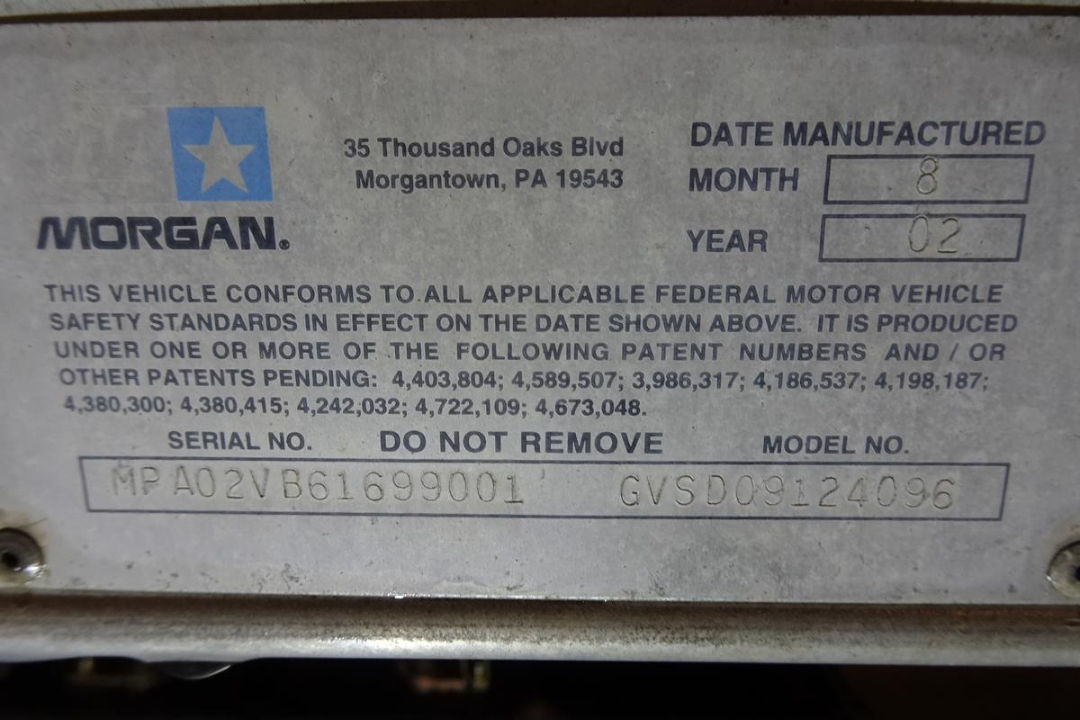 MORGAN.
35 Thousand Oaks Blvd
Morgantown, PA 19543
DATE MANUFACTURED
MONTH 8
YEAR 02
THIS VEHICLE CONFORMS TO ALL APPLICABLE FEDERAL MOTOR VEHICLE
SAFETY STANDARDS IN EFFECT ON THE DATE SHOWN ABOVE. IT IS PRODUCED
UNDER ONE OR MORE OF THE FOLLOWING PATENT NUMBERS AND / OR
OTHER PATENTS PENDING: 4,403,804; 4,589,507; 3,986,317; 4,186,537; 4,198,187;
4,380,300; 4,380,415; 4,242,032; 4,722,109; 4,673,048.
SERIAL NO. DO NOT REMOVE MODEL NO.
MPA02VB61699001 GVSD09124096